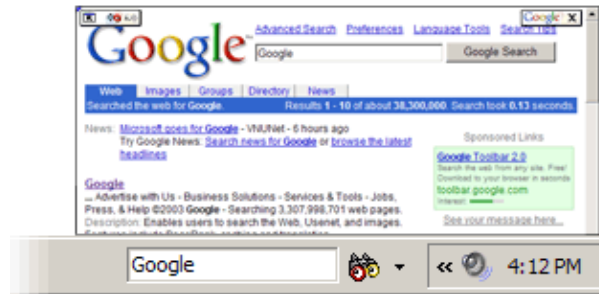 Google X
Google Advanced Search Preferences Language Tools Search Tips
Google Google Search
Web Images Groups Directory News
Searched the web for Google. Results 1 - 10 of about 38,300,000. Search took 0.13 seconds.
News: Microsoft goes for Google - VNUNet - 6 hours ago
Try Google News: Search news for Google or browse the latest
headlines
Sponsored Links
Google Toolbar 2.0
Search the web from any site. Free!
Download to your browser in seconds
toolbar.google.com
Interest:
See your message here...
Google
... Advertise with Us - Business Solutions - Services & Tools - Jobs,
Press, & Help ©2003 Google - Searching 3,307,998,701 web pages.
Description: Enables users to search the Web, Usenet, and images.
Google « 4:12 PM